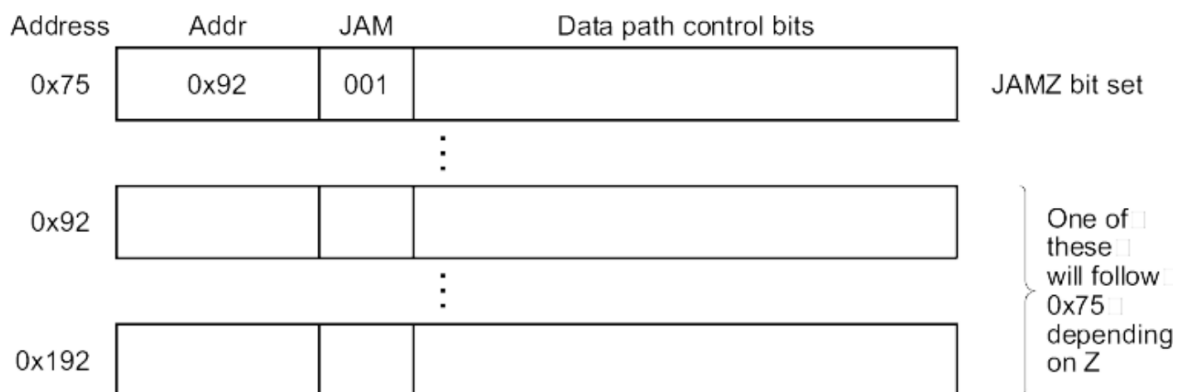 Address Addr JAM Data path control bits
0x75 0x92 001 JAMZ bit set
0x92
One of
these
will follow
0x75
depending
on Z
0x192